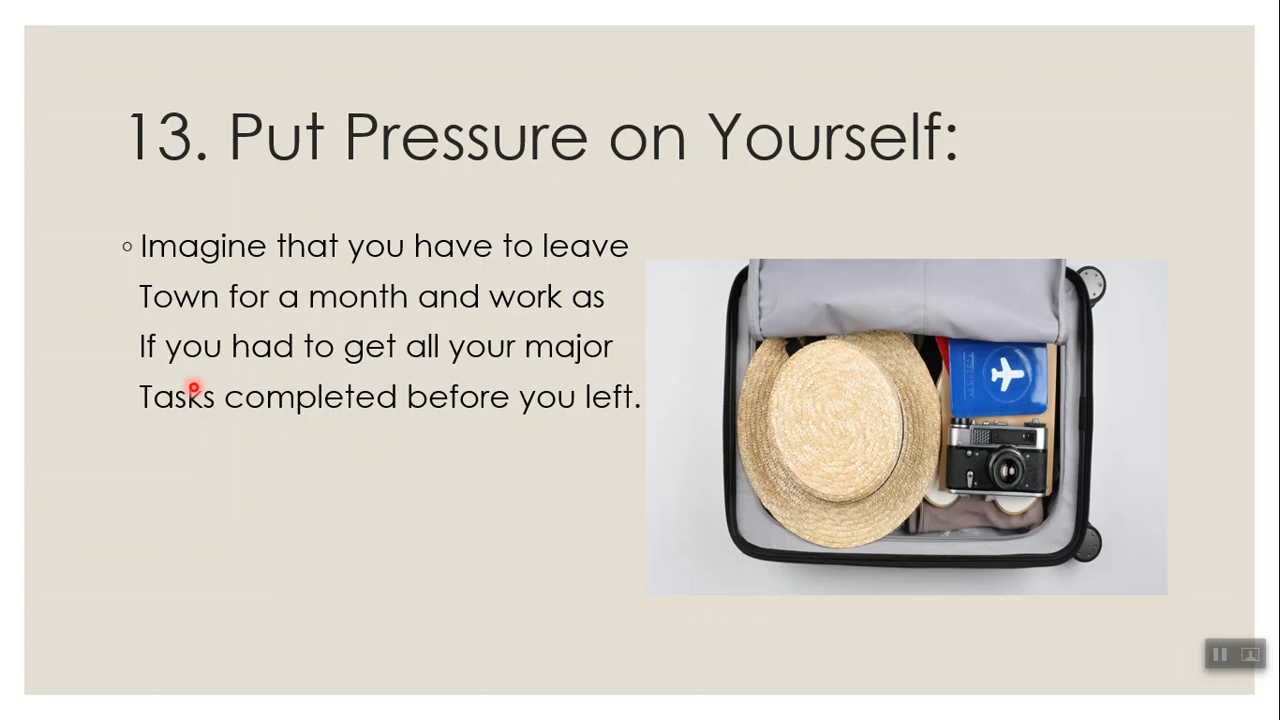 13. Put Pressure on Yourself:
◦ Imagine that you have to leave
Town for a month and work as
If you had to get all your major
Tasks completed before you left.